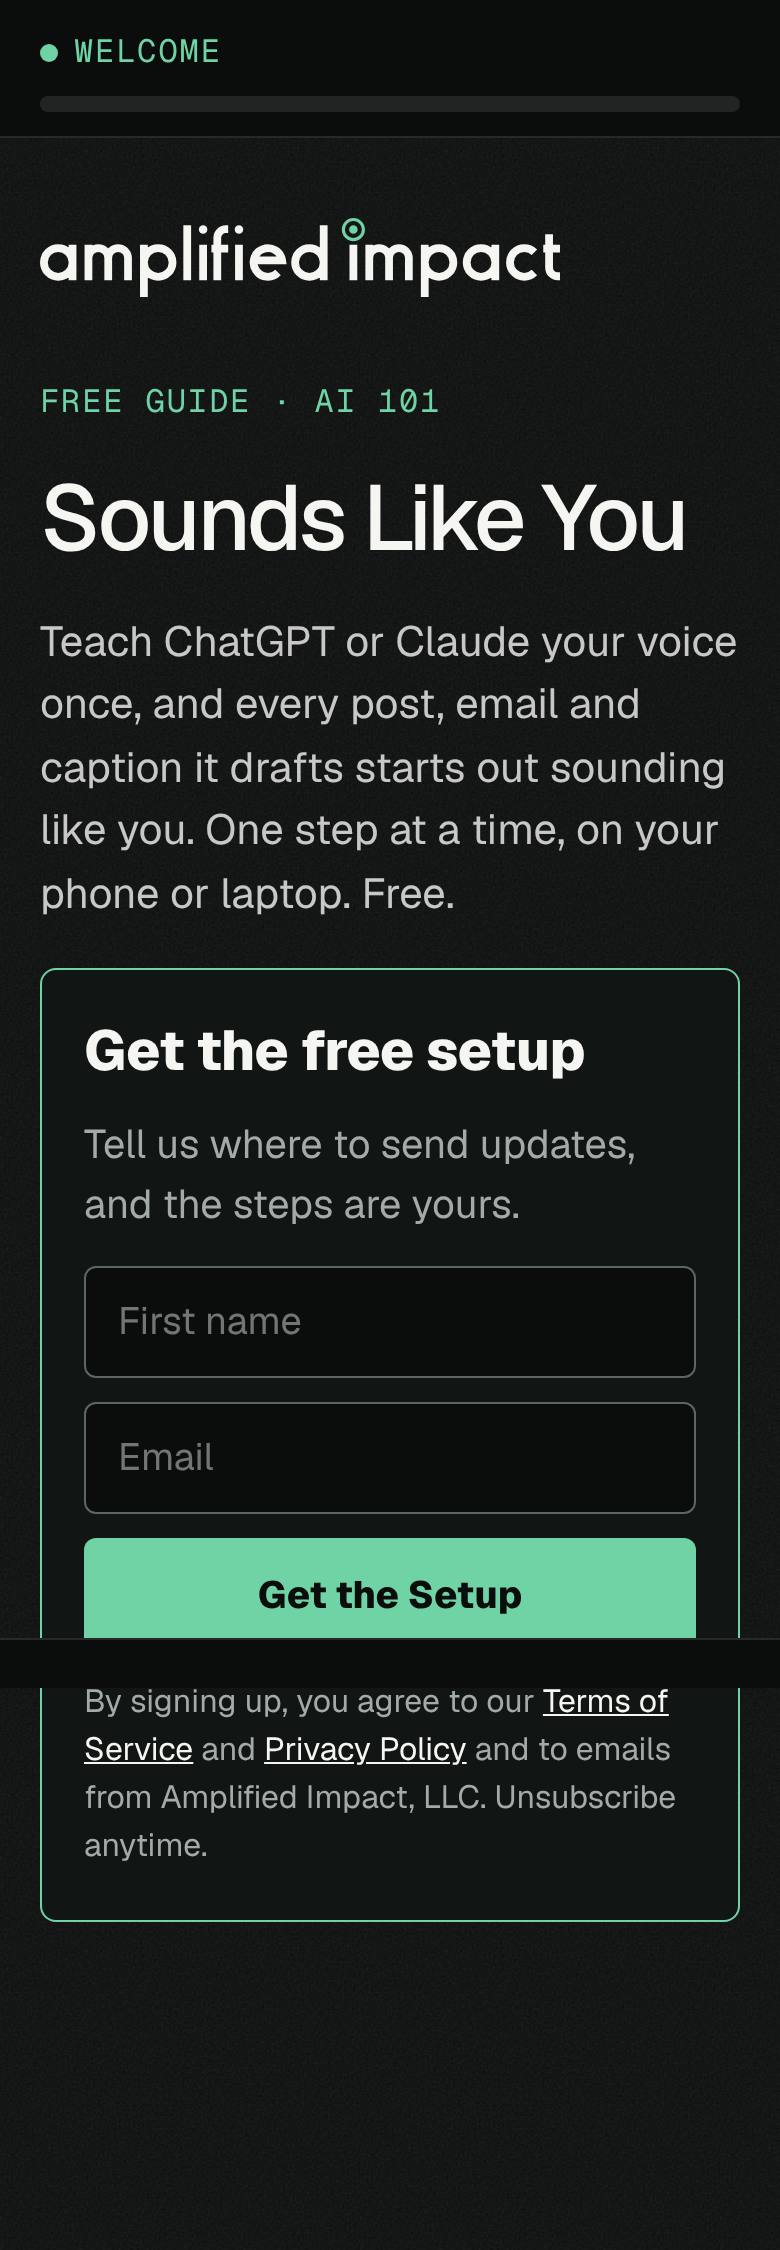 WELCOME
amplified impact
FREE GUIDE · AI 101
Sounds Like You
Teach ChatGPT or Claude your voice
once, and every post, email and
caption it drafts starts out sounding
like you. One step at a time, on your
phone or laptop. Free.
Get the free setup
Tell us where to send updates,
and the steps are yours.
First name
Email
Get the Setup
By signing up, you agree to our Terms of
Service and Privacy Policy and to emails
from Amplified Impact, LLC. Unsubscribe
anytime.